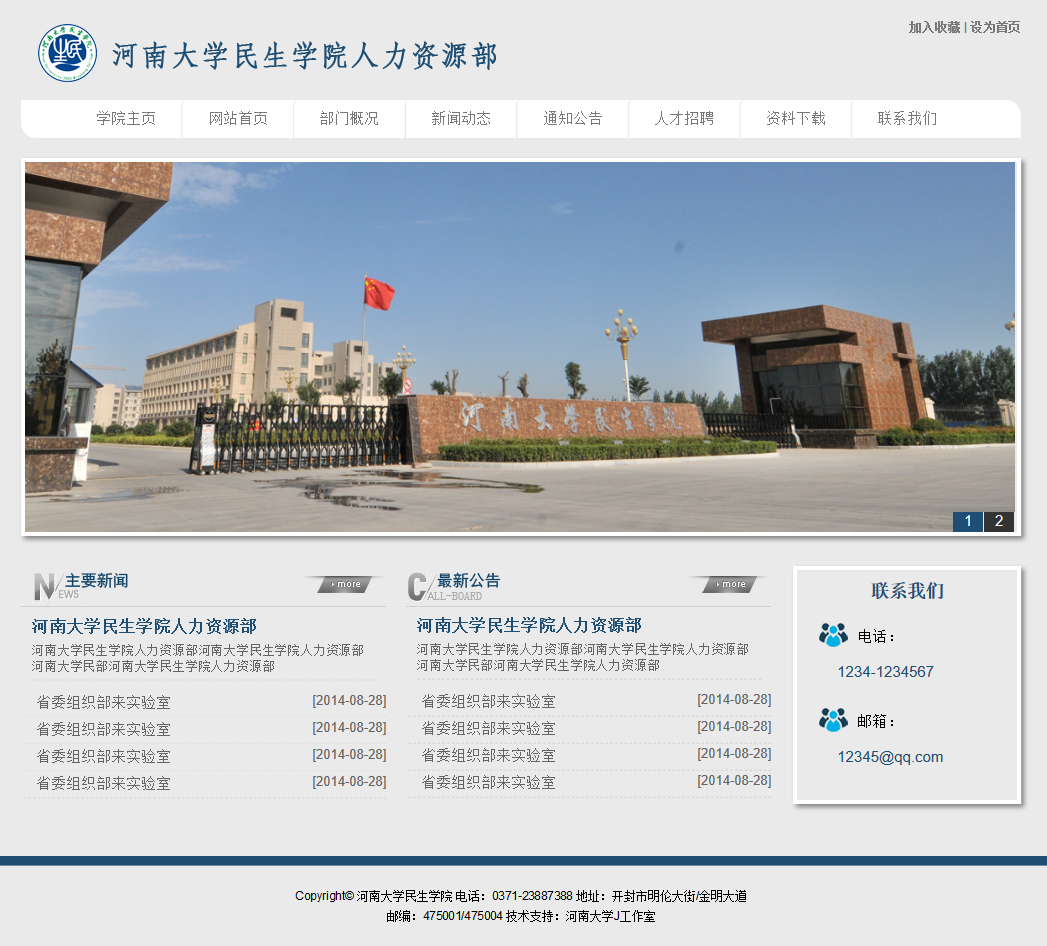 加入收藏 | 设为首页
河南大学民生学院人力资源部
学院主页 网站首页 部门概况 新闻动态 通知公告 人才招聘 资料下载 联系我们
河南大学民生学院
1 2
NEWS 主要新闻 more
河南大学民生学院人力资源部
河南大学民生学院人力资源部河南大学民生学院人力资源部
河南大学民部河南大学民生学院人力资源部
省委组织部来实验室 [2014-08-28]
省委组织部来实验室 [2014-08-28]
省委组织部来实验室 [2014-08-28]
省委组织部来实验室 [2014-08-28]
CALL-BOARD 最新公告 more
河南大学民生学院人力资源部
河南大学民生学院人力资源部河南大学民生学院人力资源部
河南大学民部河南大学民生学院人力资源部
省委组织部来实验室 [2014-08-28]
省委组织部来实验室 [2014-08-28]
省委组织部来实验室 [2014-08-28]
省委组织部来实验室 [2014-08-28]
联系我们
电话：
1234-1234567
邮箱：
12345@qq.com
Copyright© 河南大学民生学院 电话：0371-23887388 地址：开封市明伦大街/金明大道
邮编：475001/475004 技术支持：河南大学J工作室